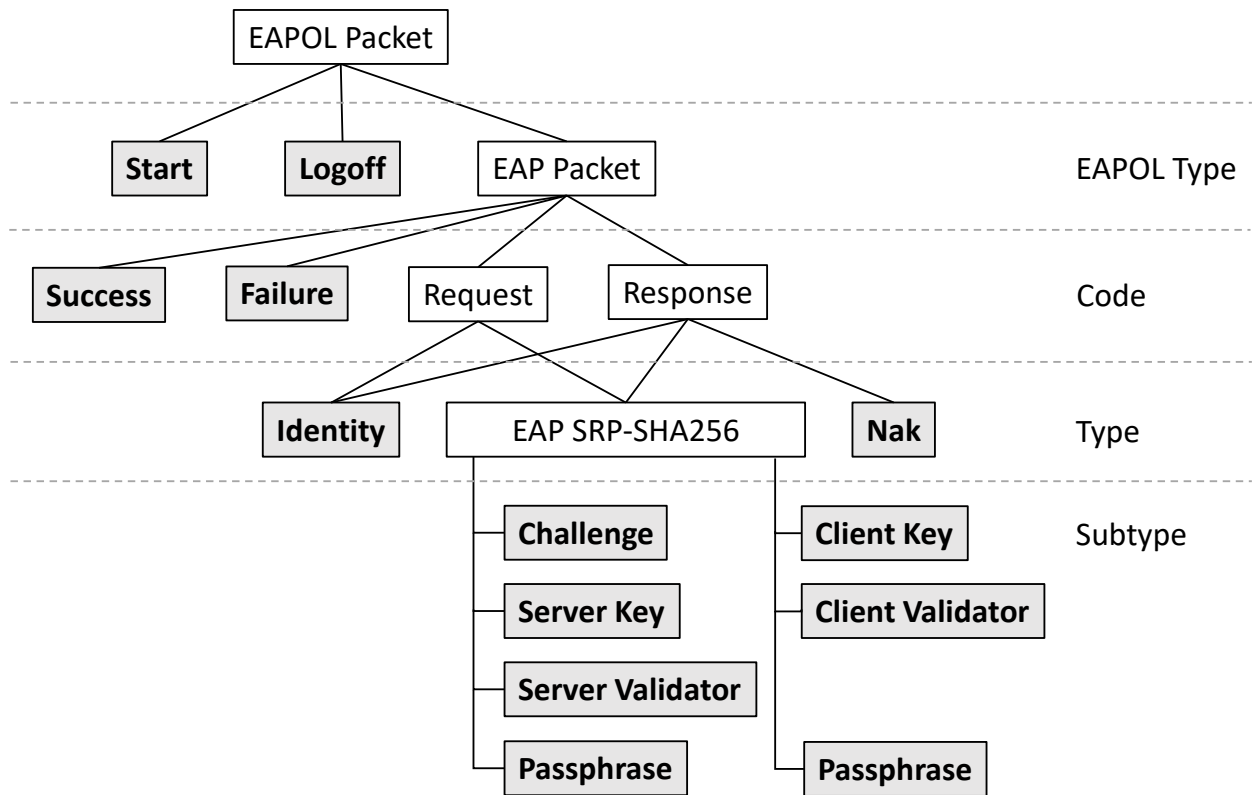 EAPOL Packet
Start
Logoff
EAP Packet
EAPOL Type
Success
Failure
Request
Response
Code
Identity
EAP SRP-SHA256
Nak
Type
Challenge
Client Key
Subtype
Server Key
Client Validator
Server Validator
Passphrase
Passphrase